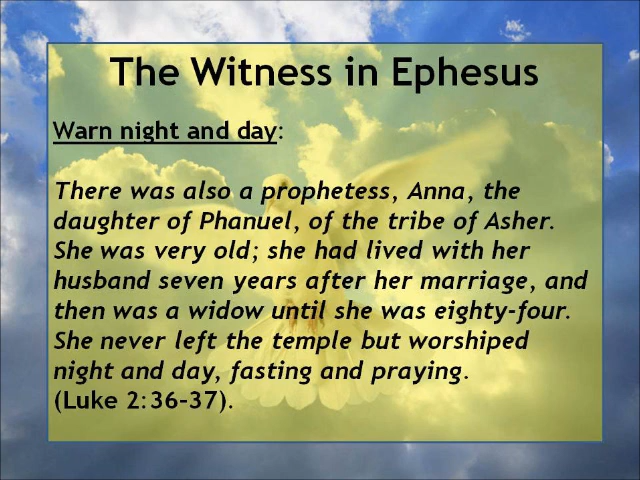 The Witness in Ephesus
Warn night and day:
There was also a prophetess, Anna, the
daughter of Phanuel, of the tribe of Asher.
She was very old; she had lived with her
husband seven years after her marriage, and
then was a widow until she was eighty-four.
She never left the temple but worshiped
night and day, fasting and praying.
(Luke 2:36–37).